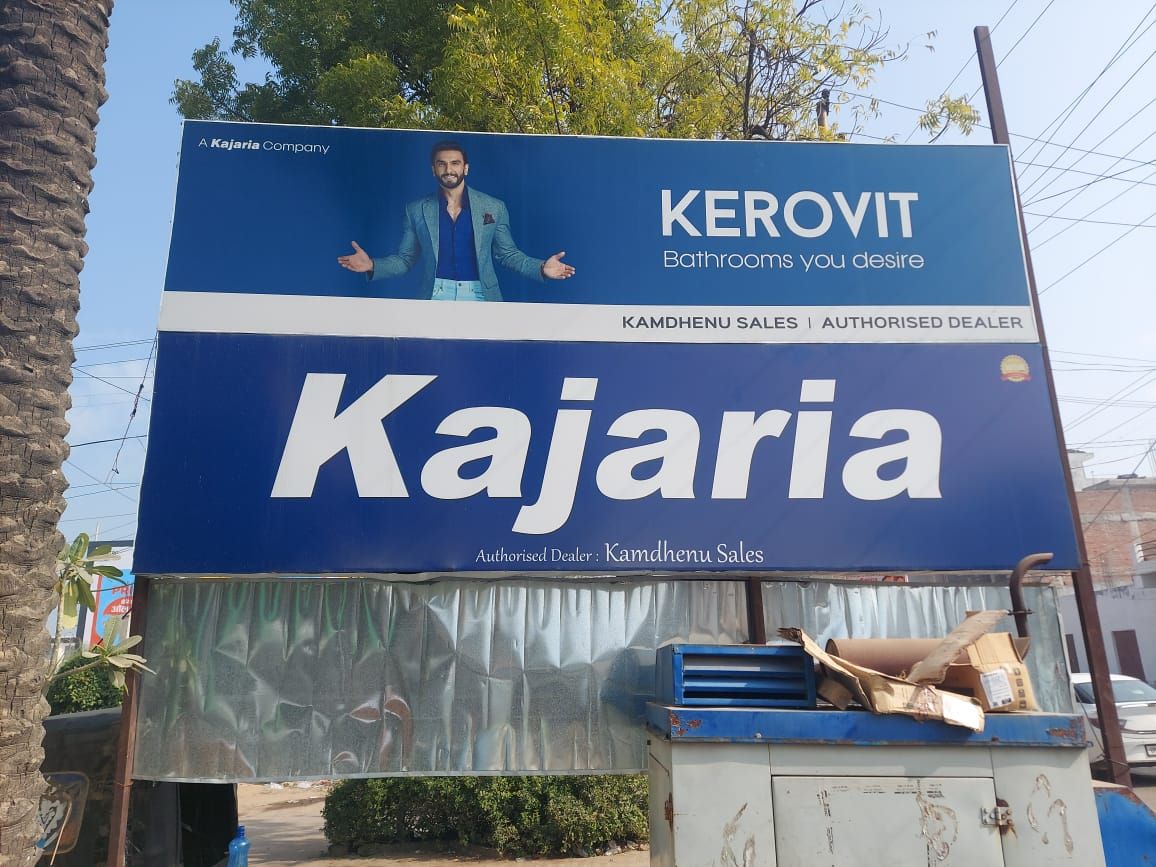 A Kajaria Company
KEROVIT
Bathrooms you desire
KAMDHENU SALES | AUTHORISED DEALER
Kajaria
Authorised Dealer : Kamdhenu Sales